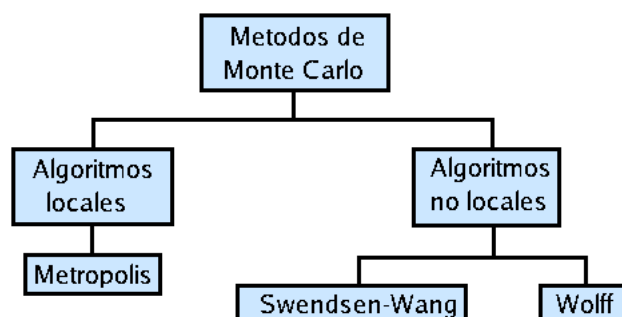 Metodos de
Monte Carlo
Algoritmos
locales
Algoritmos
no locales
Metropolis
Swendsen-Wang
Wolff